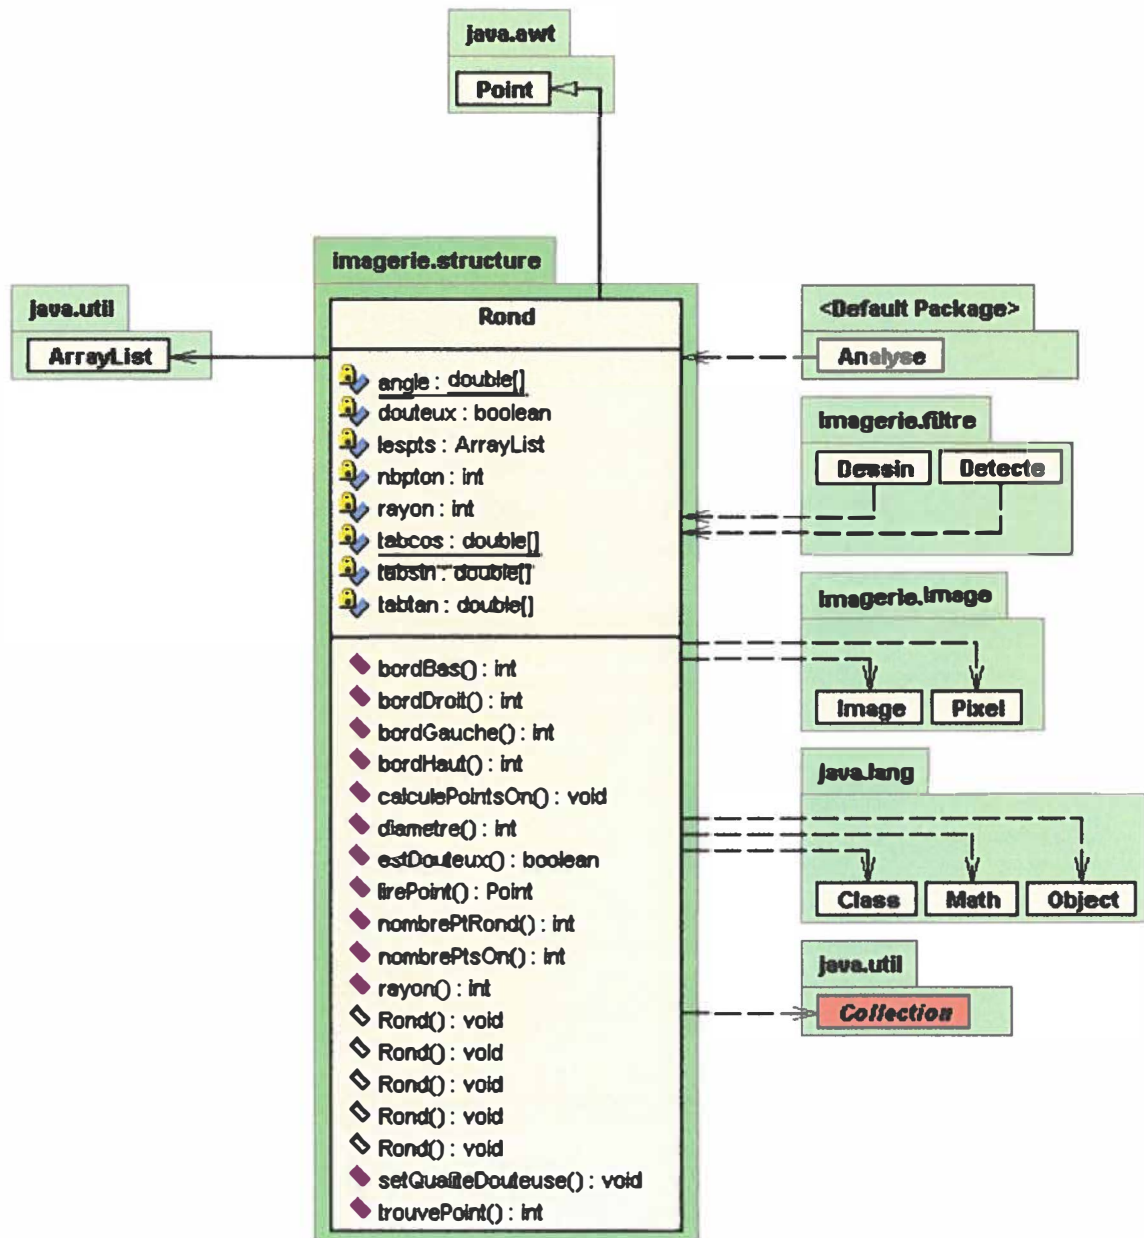 java.awt
Point
imagerie.structure
java.util
ArrayList
Rond
<Default Package>
Analyse
angle : double[]
douteux : boolean
lespts : ArrayList
nbpton : int
rayon : int
tabcos : double[]
tabsin : double[]
tabtan : double[]
imagerie.filtre
Dessin
Detecte
imagerie.image
Image
Pixel
bordBas() : int
bordDroit() : int
bordGauche() : int
bordHaut() : int
calculePointsOn() : void
diametre() : int
estDouteux() : boolean
lirePoint() : Point
nombrePtRond() : int
nombrePtsOn() : int
rayon() : int
Rond() : void
Rond() : void
Rond() : void
Rond() : void
Rond() : void
setQualiteDouteuse() : void
trouvePoint() : int
java.lang
Class
Math
Object
java.util
Collection